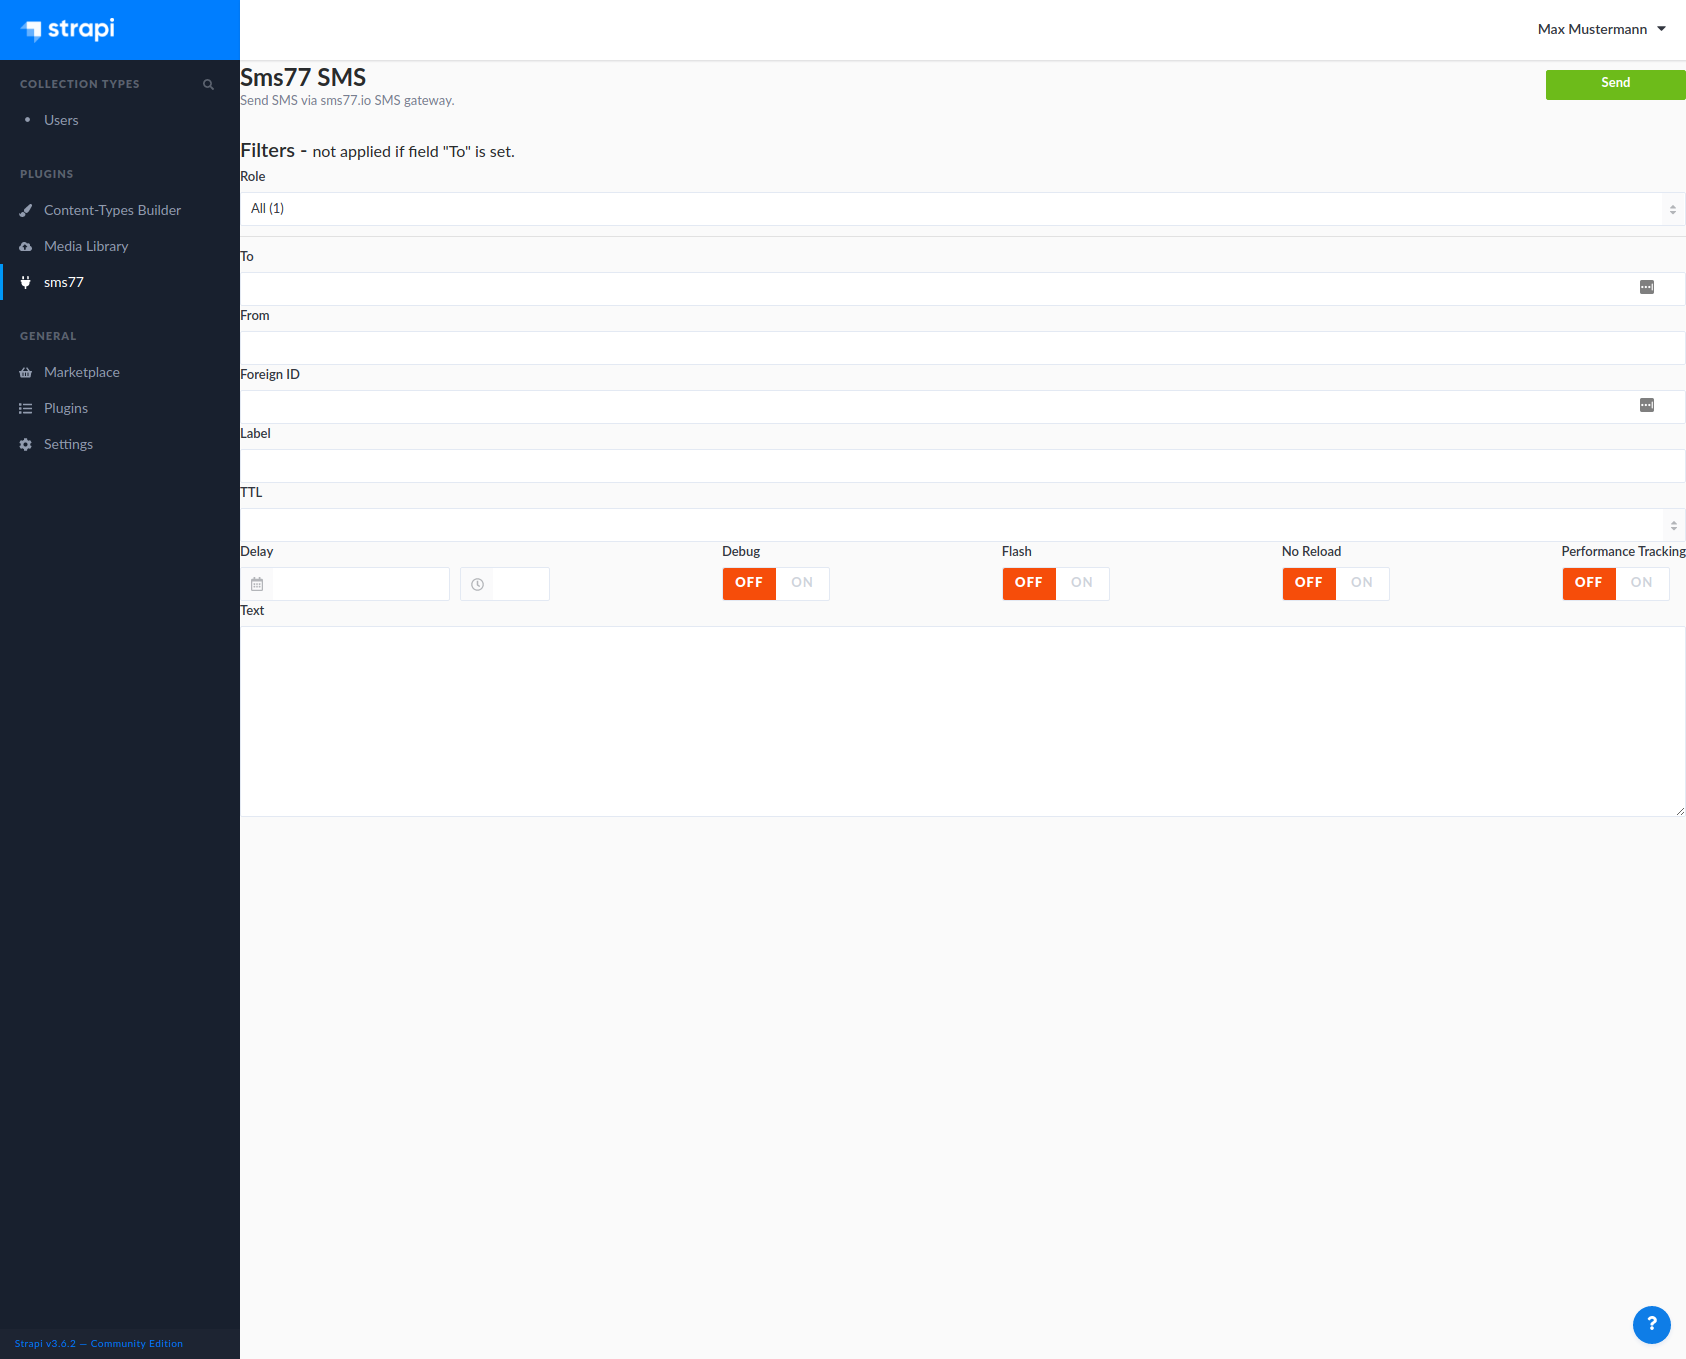 strapi
Max Mustermann
COLLECTION TYPES
Users
PLUGINS
Content-Types Builder
Media Library
sms77
GENERAL
Marketplace
Plugins
Settings
Strapi v3.6.2 — Community Edition
Sms77 SMS
Send
Send SMS via sms77.io SMS gateway.
Filters - not applied if field "To" is set.
Role
All (1)
To
From
Foreign ID
Label
TTL
Delay Debug Flash No Reload Performance Tracking
OFF ON OFF ON OFF ON OFF ON
Text
?